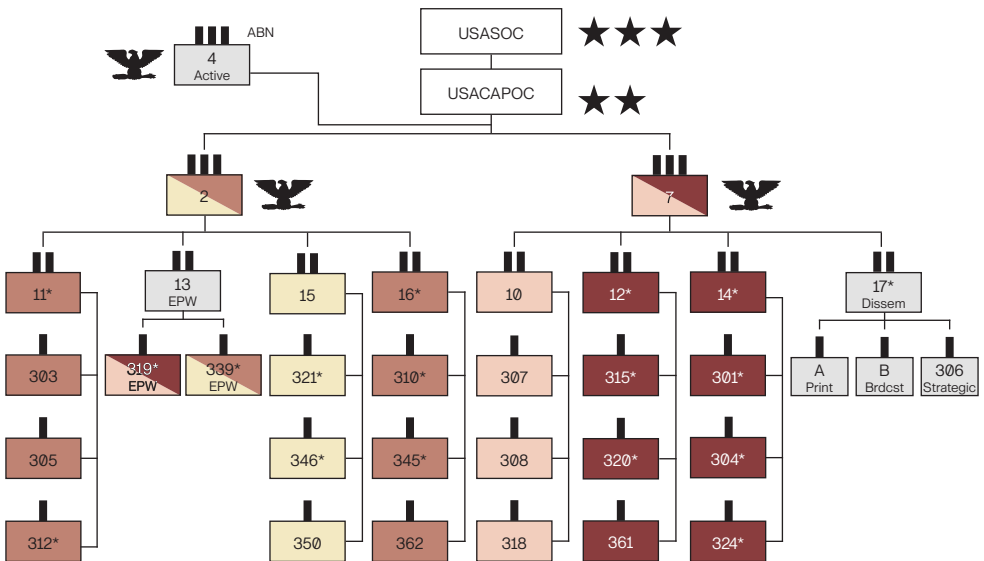 ABN
4
Active
USASOC
USACAPOC
2
7
11*
13
EPW
15
16*
10
12*
14*
17*
Dissem
303
319*
EPW
339*
EPW
321*
310*
307
315*
301*
A
Print
B
Brdcst
306
Strategic
305
346*
345*
308
320*
304*
312*
350
362
318
361
324*